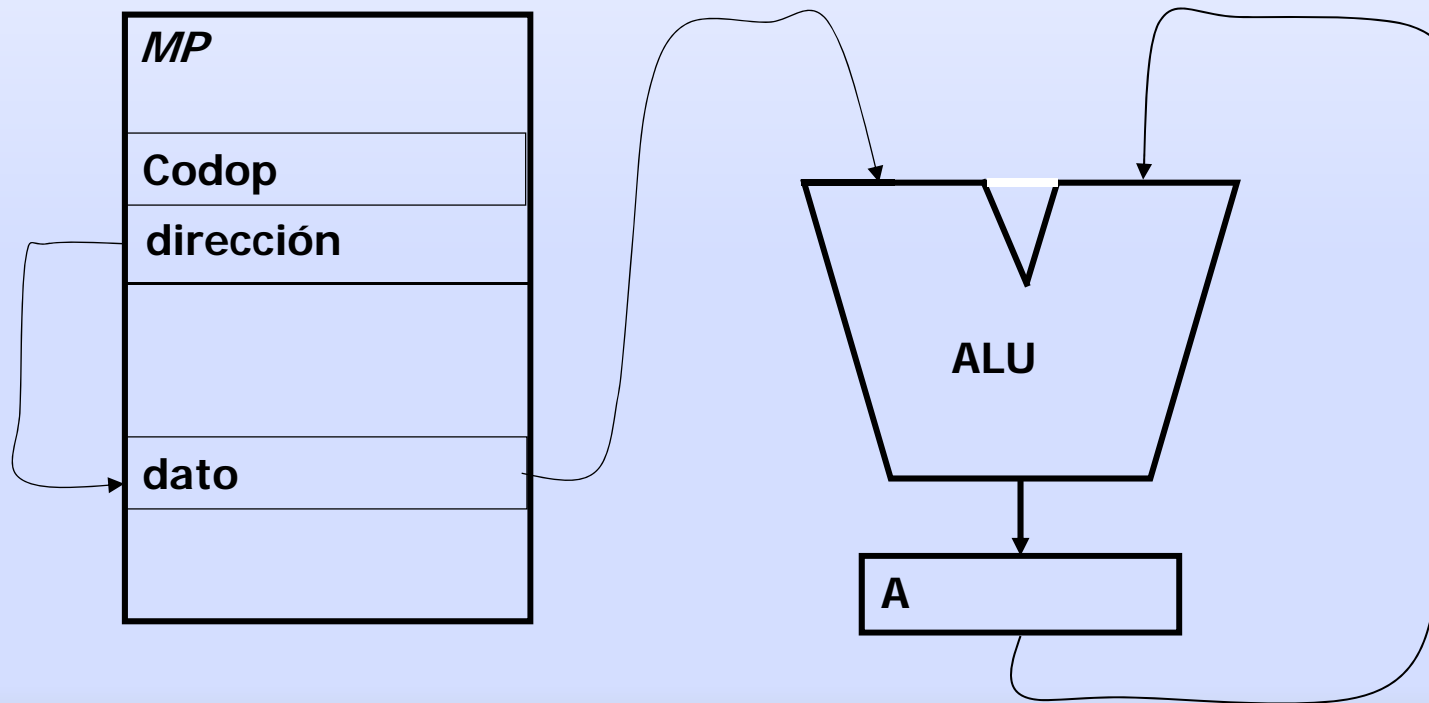 MP
Codop
dirección
dato
ALU
A